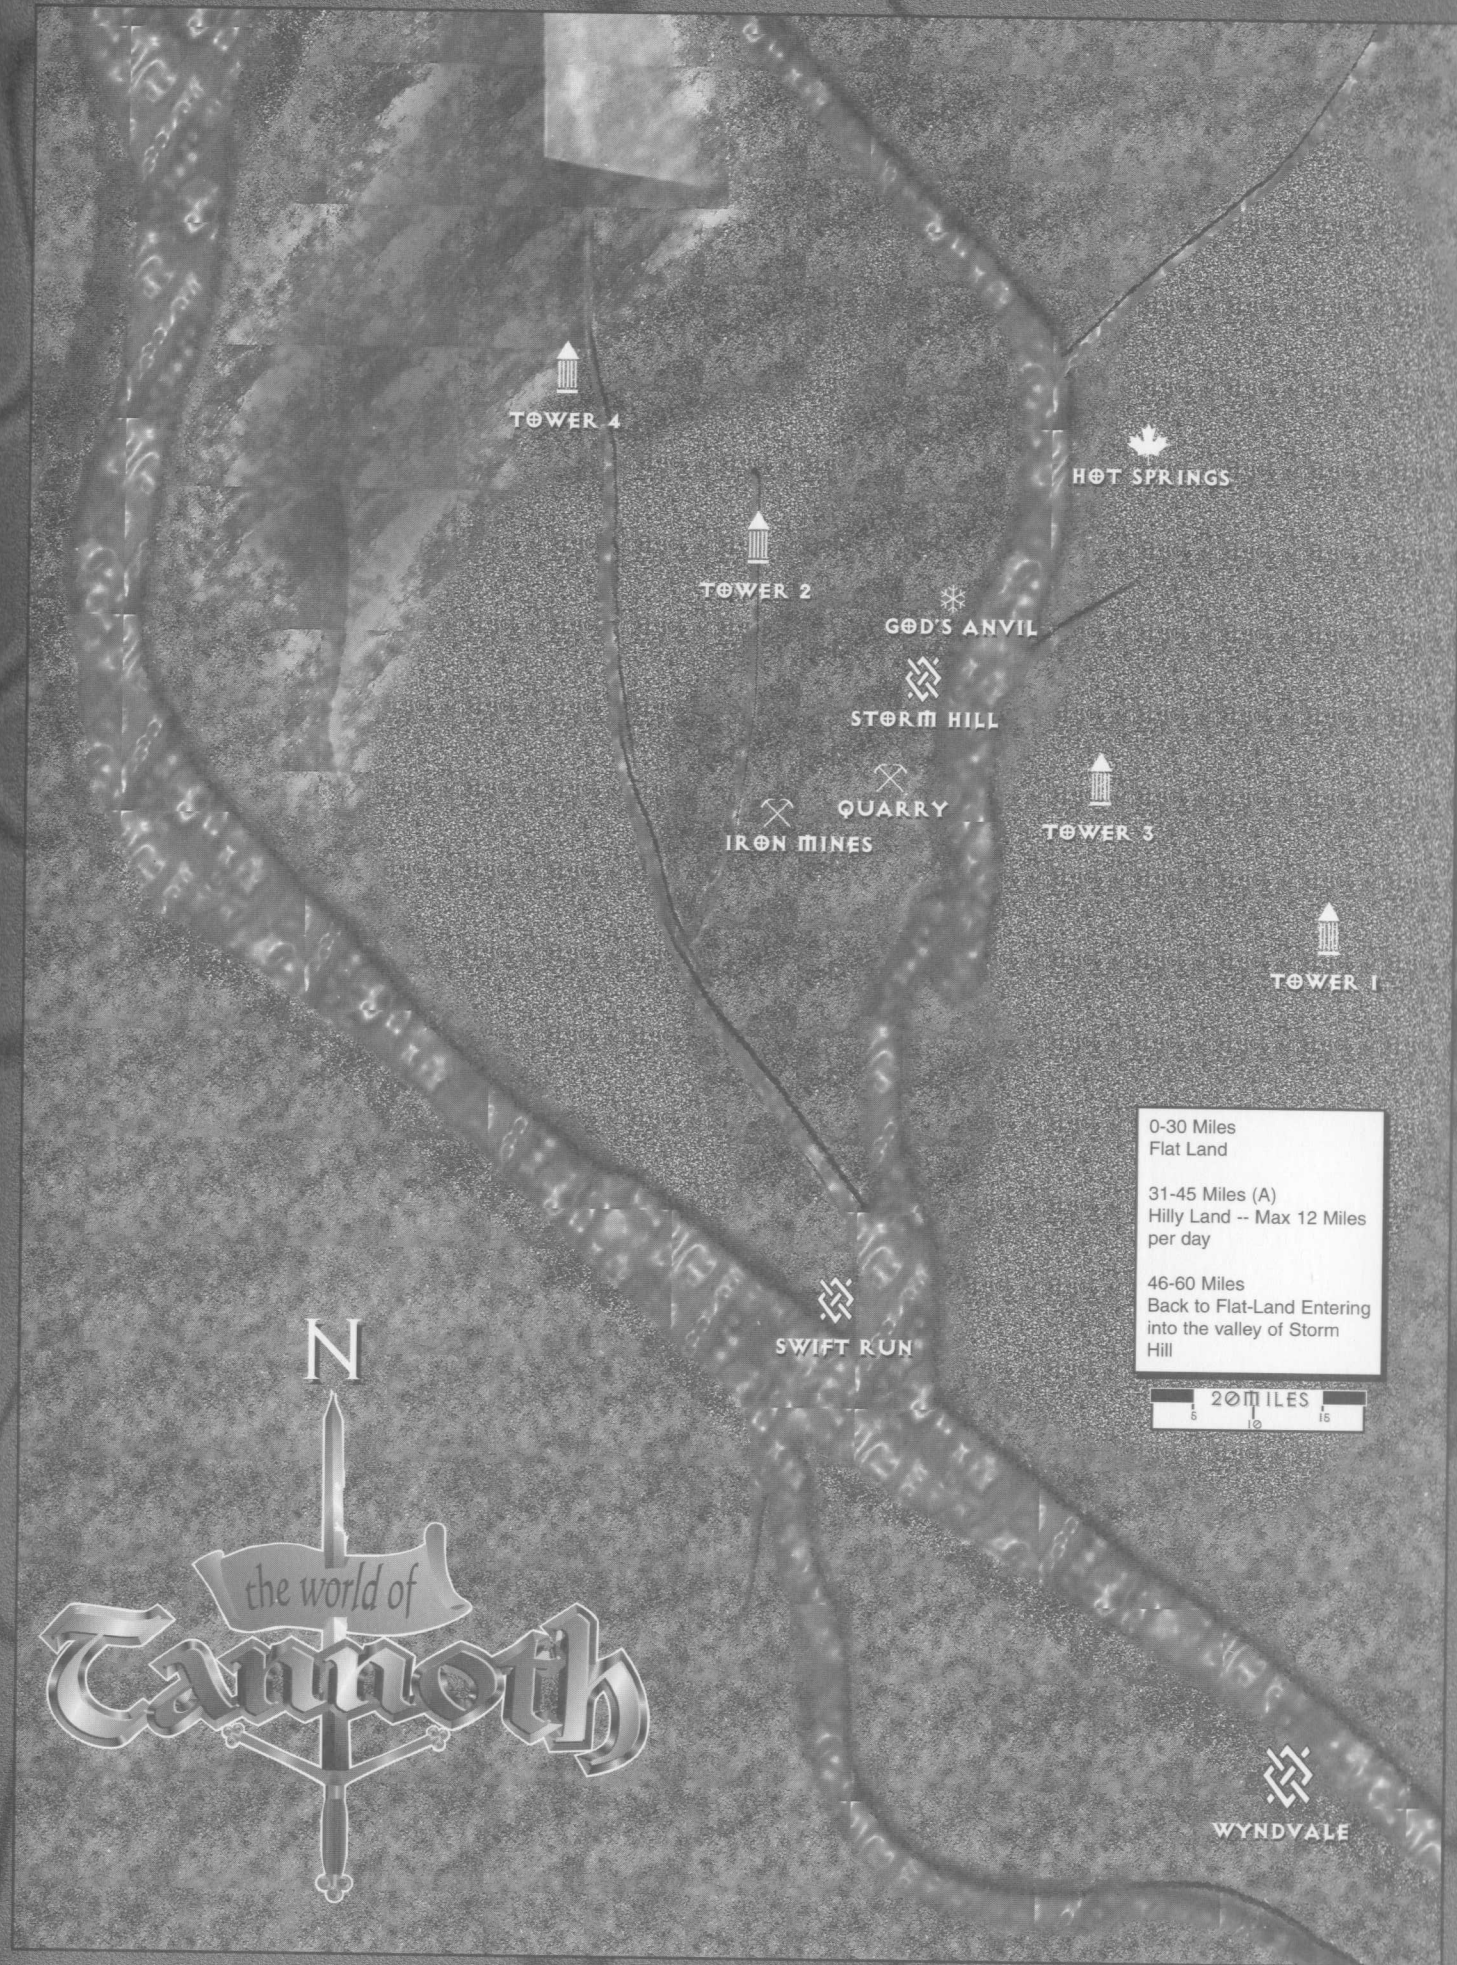 TOWER 4
HOT SPRINGS
TOWER 2
GOD'S ANVIL
STORM HILL
QUARRY
IRON MINES
TOWER 3
TOWER 1
0-30 Miles
Flat Land
31-45 Miles (A)
Hilly Land -- Max 12 Miles
per day
46-60 Miles
Back to Flat-Land Entering
into the valley of Storm
Hill
20 MILES
5
10
15
SWIFT RUN
N
the world of
Tannoth
WYNDVALE